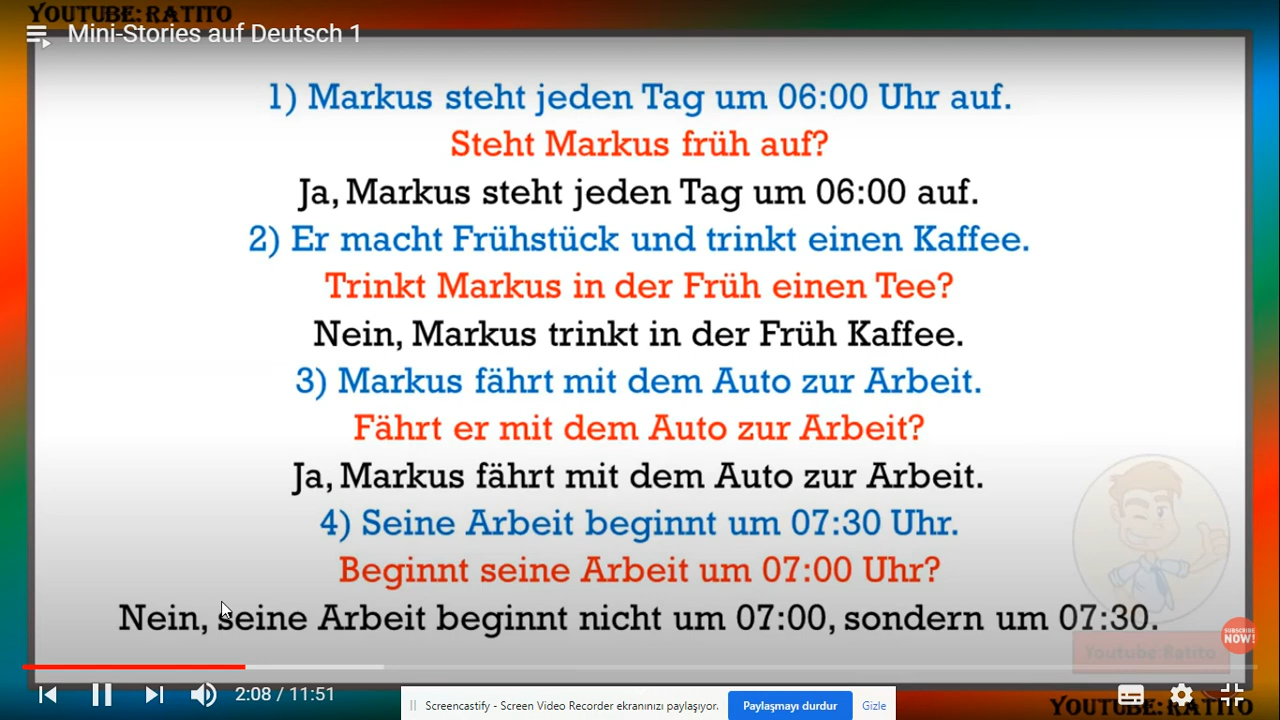 YOUTUBE: RATITO
Mini-Stories auf Deutsch 1
1) Markus steht jeden Tag um 06:00 Uhr auf.
Steht Markus früh auf?
Ja, Markus steht jeden Tag um 06:00 auf.
2) Er macht Frühstück und trinkt einen Kaffee.
Trinkt Markus in der Früh einen Tee?
Nein, Markus trinkt in der Früh Kaffee.
3) Markus fährt mit dem Auto zur Arbeit.
Fährt er mit dem Auto zur Arbeit?
Ja, Markus fährt mit dem Auto zur Arbeit.
4) Seine Arbeit beginnt um 07:30 Uhr.
Beginnt seine Arbeit um 07:00 Uhr?
Nein, seine Arbeit beginnt nicht um 07:00, sondern um 07:30.
SUBSCRIBE
NOW!
Youtube:Ratito
2:08 / 11:51
Screencastify - Screen Video Recorder ekranınızı paylaşıyor.
Paylaşmayı durdur
Gizle
YOUTUBE: RATITO